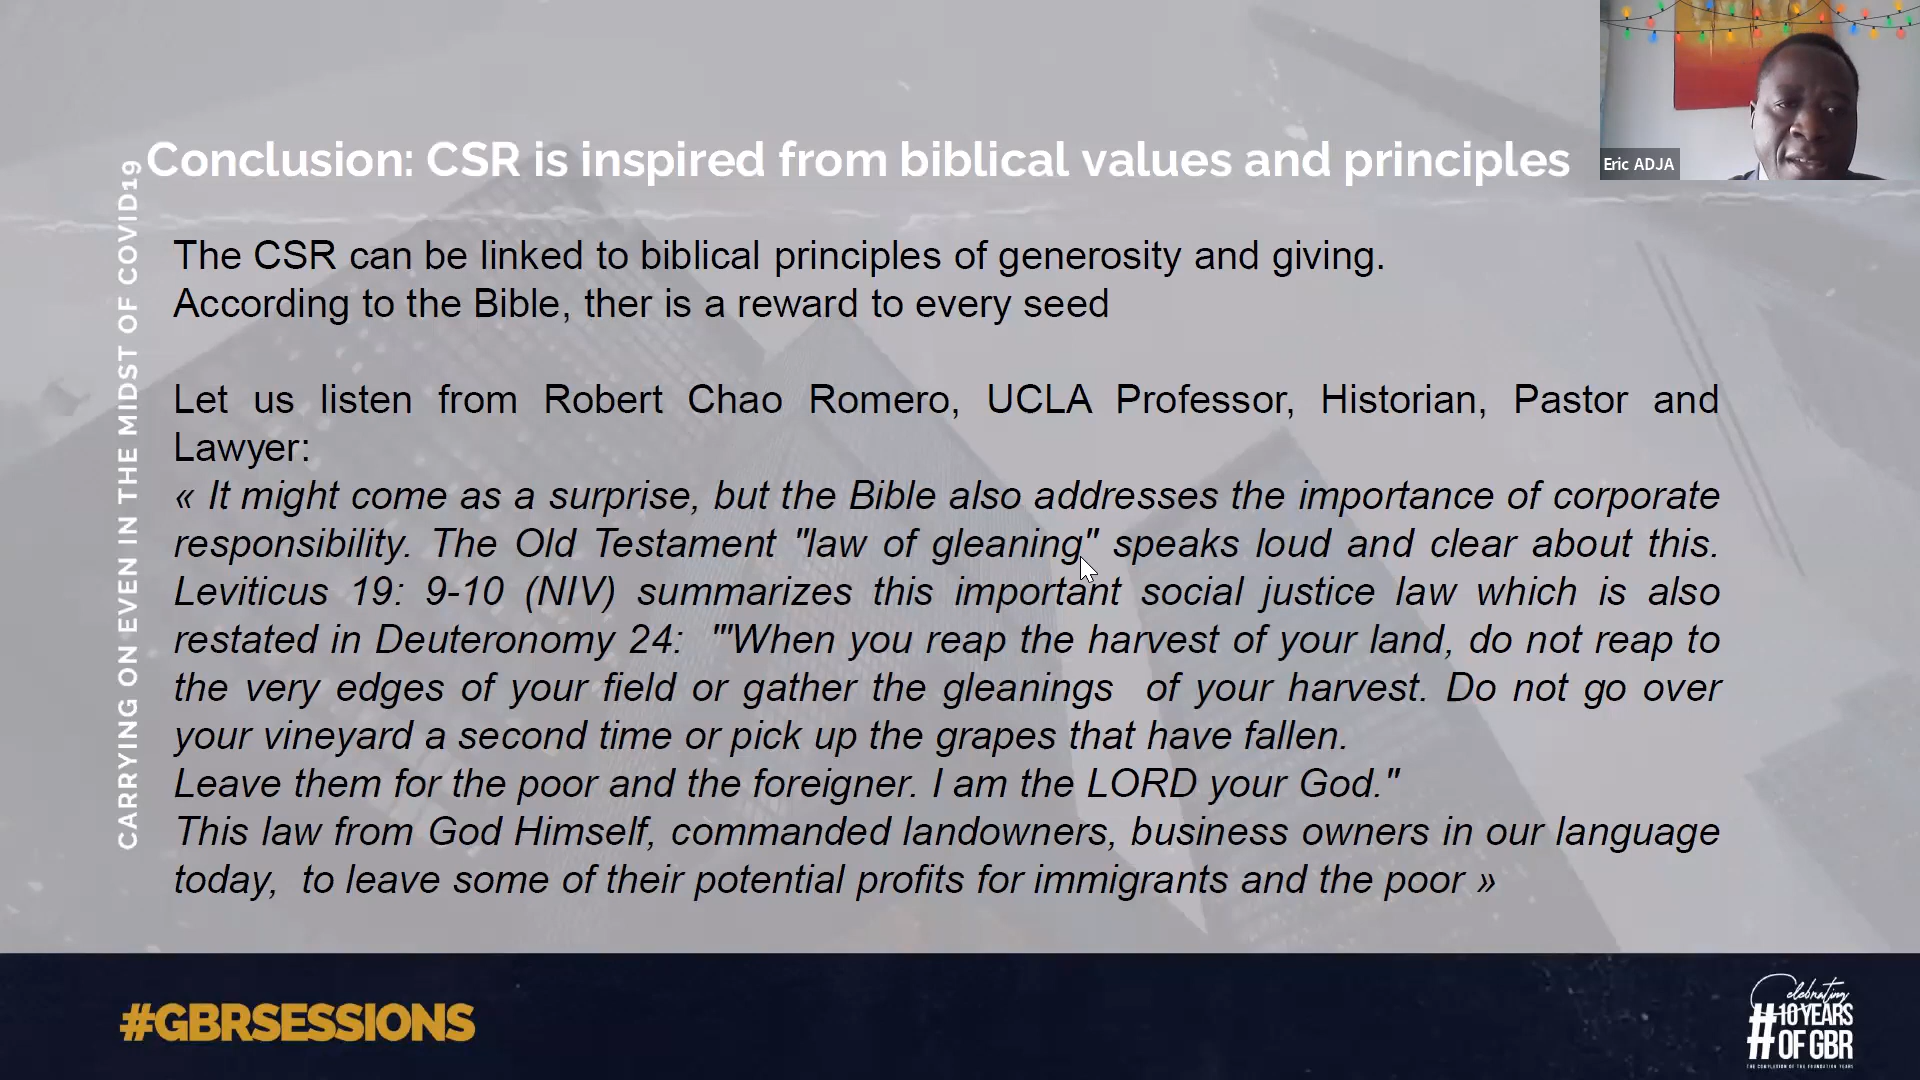 Conclusion: CSR is inspired from biblical values and principles
Eric ADJA
CARRYING ON EVEN IN THE MIDST OF COVID19
The CSR can be linked to biblical principles of generosity and giving.
According to the Bible, ther is a reward to every seed
Let us listen from Robert Chao Romero, UCLA Professor, Historian, Pastor and
Lawyer:
« It might come as a surprise, but the Bible also addresses the importance of corporate
responsibility. The Old Testament "law of gleaning" speaks loud and clear about this.
Leviticus 19: 9-10 (NIV) summarizes this important social justice law which is also
restated in Deuteronomy 24: "'When you reap the harvest of your land, do not reap to
the very edges of your field or gather the gleanings of your harvest. Do not go over
your vineyard a second time or pick up the grapes that have fallen.
Leave them for the poor and the foreigner. I am the LORD your God."
This law from God Himself, commanded landowners, business owners in our language
today, to leave some of their potential profits for immigrants and the poor »
#GBRSESSIONS
Celebrating
#10 YEARS
OF GBR
THE COMPLETION OF THE FOUNDATION YEARS